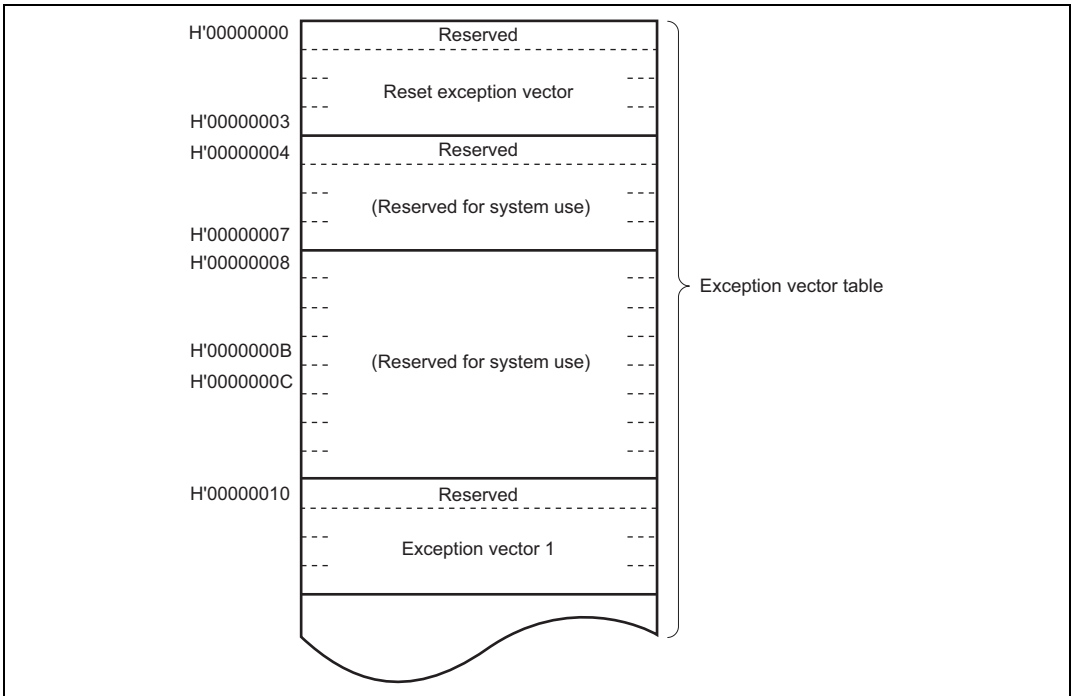 H'00000000 Reserved
Reset exception vector
H'00000003
H'00000004 Reserved
(Reserved for system use)
H'00000007
H'00000008
Exception vector table
H'0000000B
(Reserved for system use)
H'0000000C
H'00000010 Reserved
Exception vector 1